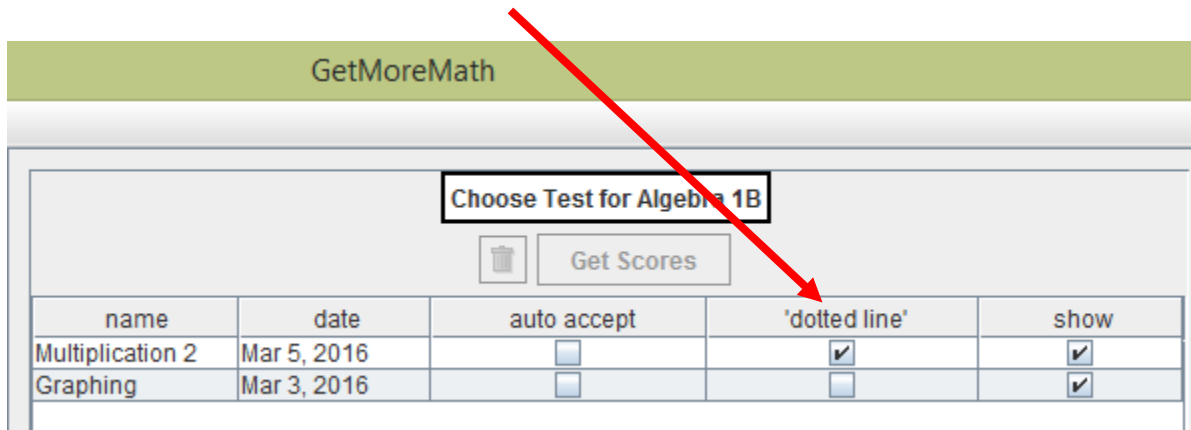 GetMoreMath
Choose Test for Algebra 1B
Get Scores
name date auto accept 'dotted line' show
Multiplication 2 Mar 5, 2016
Graphing Mar 3, 2016